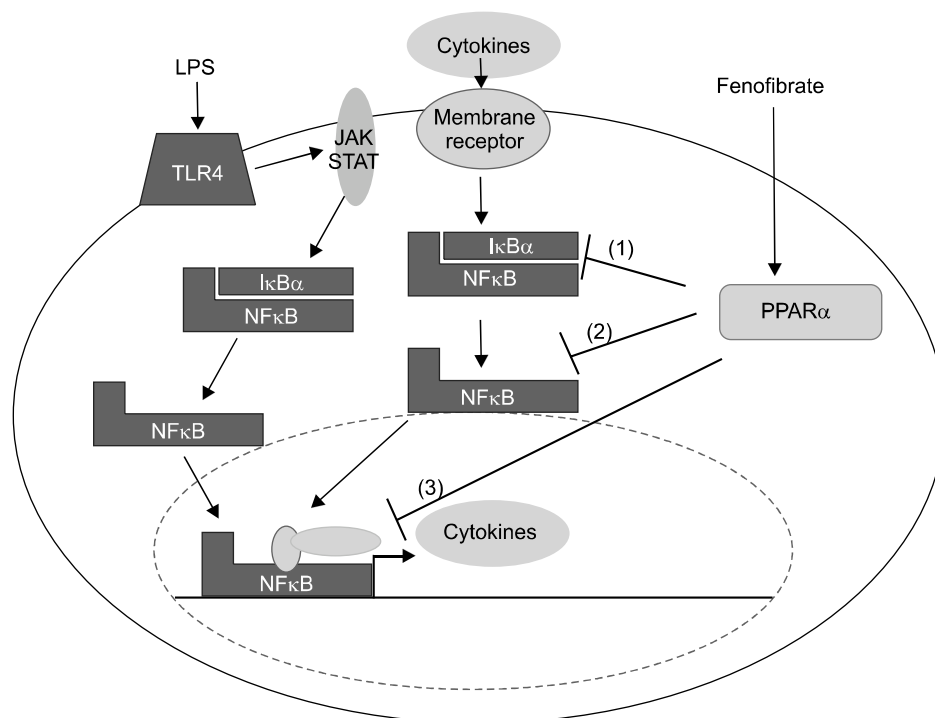 Cytokines
LPS
Fenofibrate
JAK
STAT
Membrane
receptor
TLR4
IκBα
NFκB
(1)
IκBα
NFκB
PPARα
(2)
NFκB
NFκB
(3)
Cytokines
NFκB